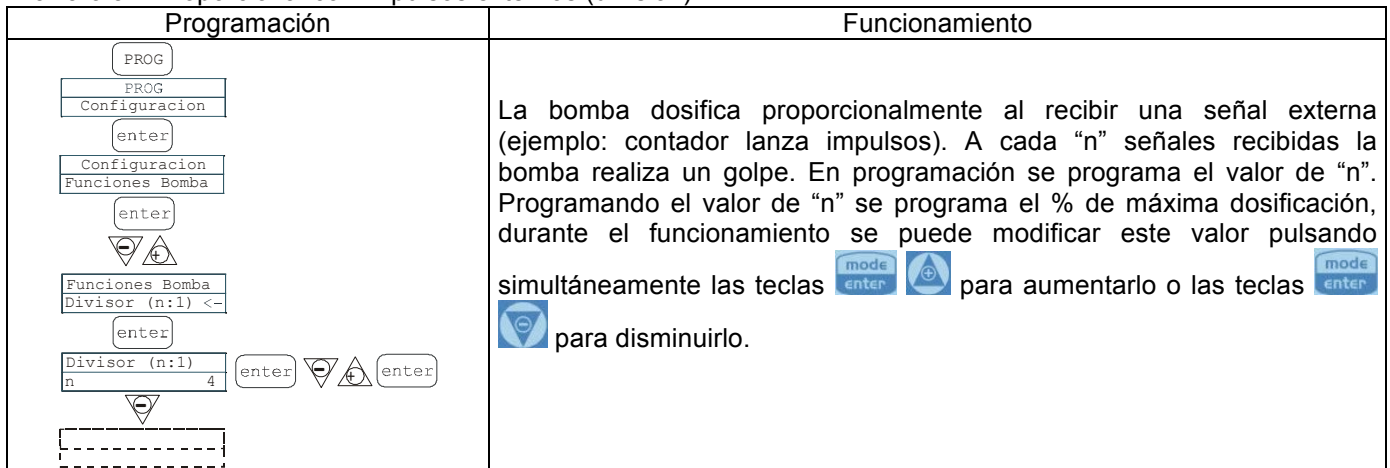 Programación
Funcionamiento
PROG
PROG
Configuracion
enter
Configuracion
Funciones Bomba
enter
Funciones Bomba
Divisor (n:1) <-
enter
Divisor (n:1)
n 4
enter
enter
La bomba dosifica proporcionalmente al recibir una señal externa
(ejemplo: contador lanza impulsos). A cada “n” señales recibidas la
bomba realiza un golpe. En programación se programa el valor de “n”.
Programando el valor de “n” se programa el % de máxima dosificación,
durante el funcionamiento se puede modificar este valor pulsando
simultáneamente las teclas mode enter para aumentarlo o las teclas mode enter
para disminuirlo.